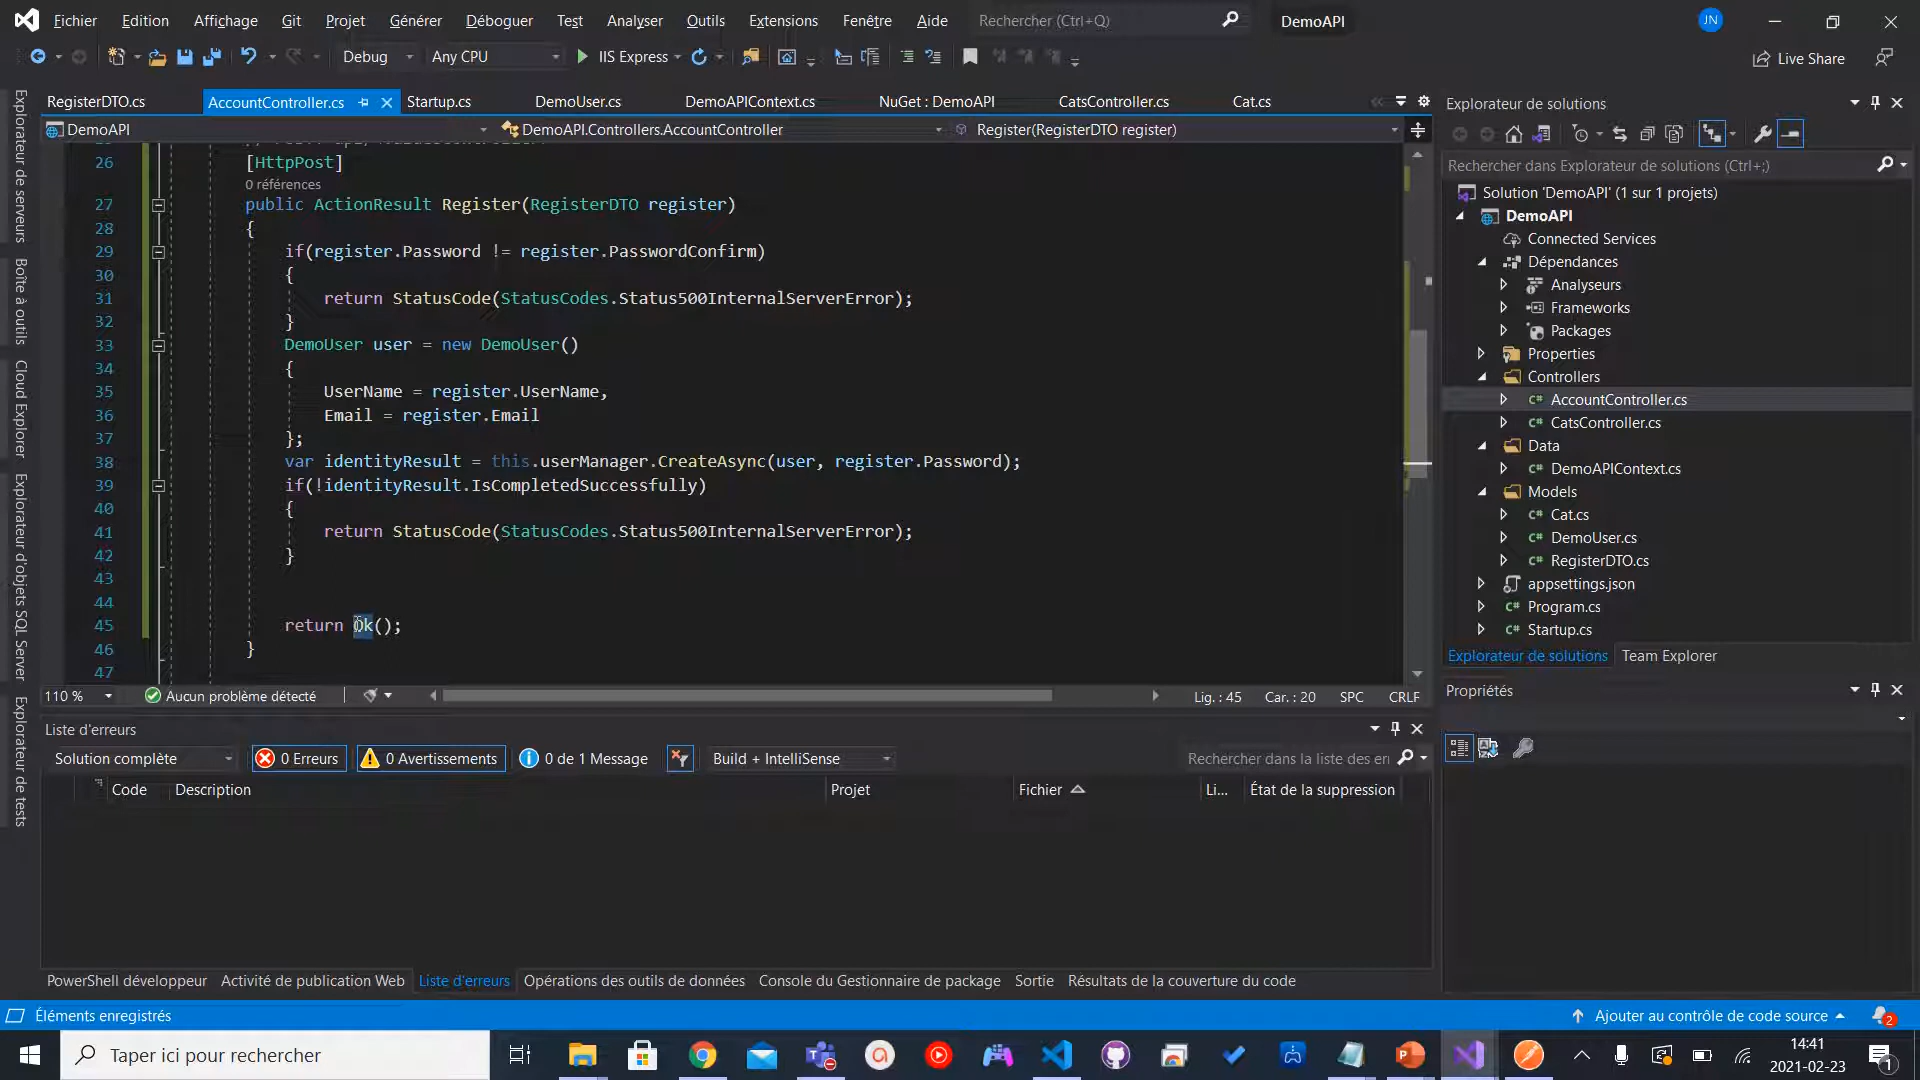 Fichier Edition Affichage Git Projet Générer Déboguer Test Analyser Outils Extensions Fenêtre Aide Rechercher (Ctrl+Q) DemoAPI JN
Debug Any CPU IIS Express Live Share
RegisterDTO.cs AccountController.cs Startup.cs DemoUser.cs DemoAPIContext.cs NuGet : DemoAPI CatsController.cs Cat.cs
DemoAPI DemoAPI.Controllers.AccountController Register(RegisterDTO register)
26 [HttpPost]
0 références
27 public ActionResult Register(RegisterDTO register)
28 {
29 if(register.Password != register.PasswordConfirm)
30 {
31 return StatusCode(StatusCodes.Status500InternalServerError);
32 }
33 DemoUser user = new DemoUser()
34 {
35 UserName = register.UserName,
36 Email = register.Email
37 };
38 var identityResult = this.userManager.CreateAsync(user, register.Password);
39 if(!identityResult.IsCompletedSuccessfully)
40 {
41 return StatusCode(StatusCodes.Status500InternalServerError);
42 }
43
44
45 return Ok();
46 }
47
110 % Aucun problème détecté Lig. : 45 Car. : 20 SPC CRLF
Liste d'erreurs
Solution complète 0 Erreurs 0 Avertissements 0 de 1 Message Build + IntelliSense Rechercher dans la liste des err
Code Description Projet Fichier Li... État de la suppression
PowerShell développeur Activité de publication Web Liste d'erreurs Opérations des outils de données Console du Gestionnaire de package Sortie Résultats de la couverture du code
Explorateur de serveurs
Boîte à outils
Cloud Explorer
Explorateur d'objets SQL Server
Explorateur de tests
Explorateur de solutions
Rechercher dans Explorateur de solutions (Ctrl+;)
Solution 'DemoAPI' (1 sur 1 projets)
DemoAPI
Connected Services
Dépendances
Analyseurs
Frameworks
Packages
Properties
Controllers
C# AccountController.cs
C# CatsController.cs
Data
C# DemoAPIContext.cs
Models
C# Cat.cs
C# DemoUser.cs
C# RegisterDTO.cs
appsettings.json
C# Program.cs
C# Startup.cs
Explorateur de solutions Team Explorer
Propriétés
Éléments enregistrés Ajouter au contrôle de code source 2
Taper ici pour rechercher
14:41
2021-02-23
1